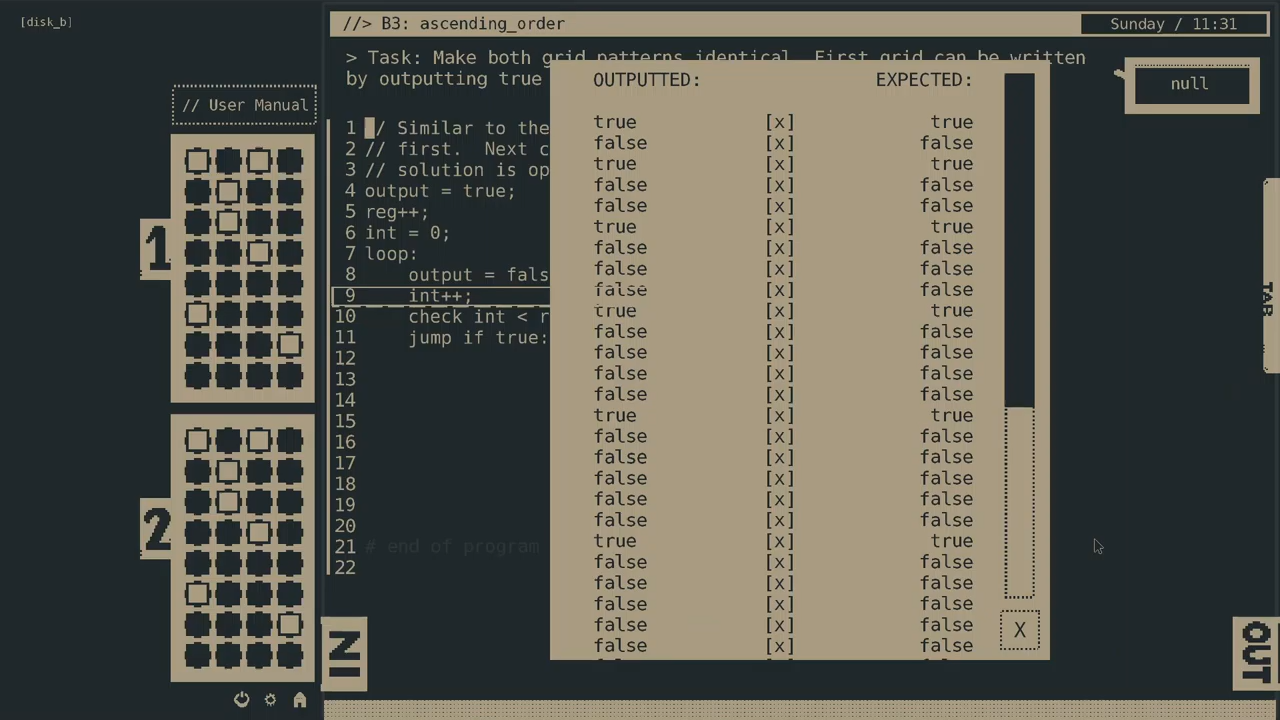 [disk_b]
//> B3: ascending_order
Sunday / 11:31
> Task: Make both grid patterns identical. First grid can be written
by outputting true
null
// User Manual
1 // Similar to the
2 // first. Next c
3 // solution is op
4 output = true;
5 reg++;
6 int = 0;
7 loop:
8 output = fals
9 int++;
10 check int < r
11 jump if true:
12
13
14
15
16
17
18
19
20
21 # end of program
22
OUTPUTTED: EXPECTED:
true [x] true
false [x] false
true [x] true
false [x] false
false [x] false
true [x] true
false [x] false
false [x] false
false [x] false
true [x] true
false [x] false
false [x] false
false [x] false
false [x] false
true [x] true
false [x] false
false [x] false
false [x] false
false [x] false
false [x] false
true [x] true
false [x] false
false [x] false
false [x] false
false [x] false
false [x] false
X
1
2
IN
OUT
TAB